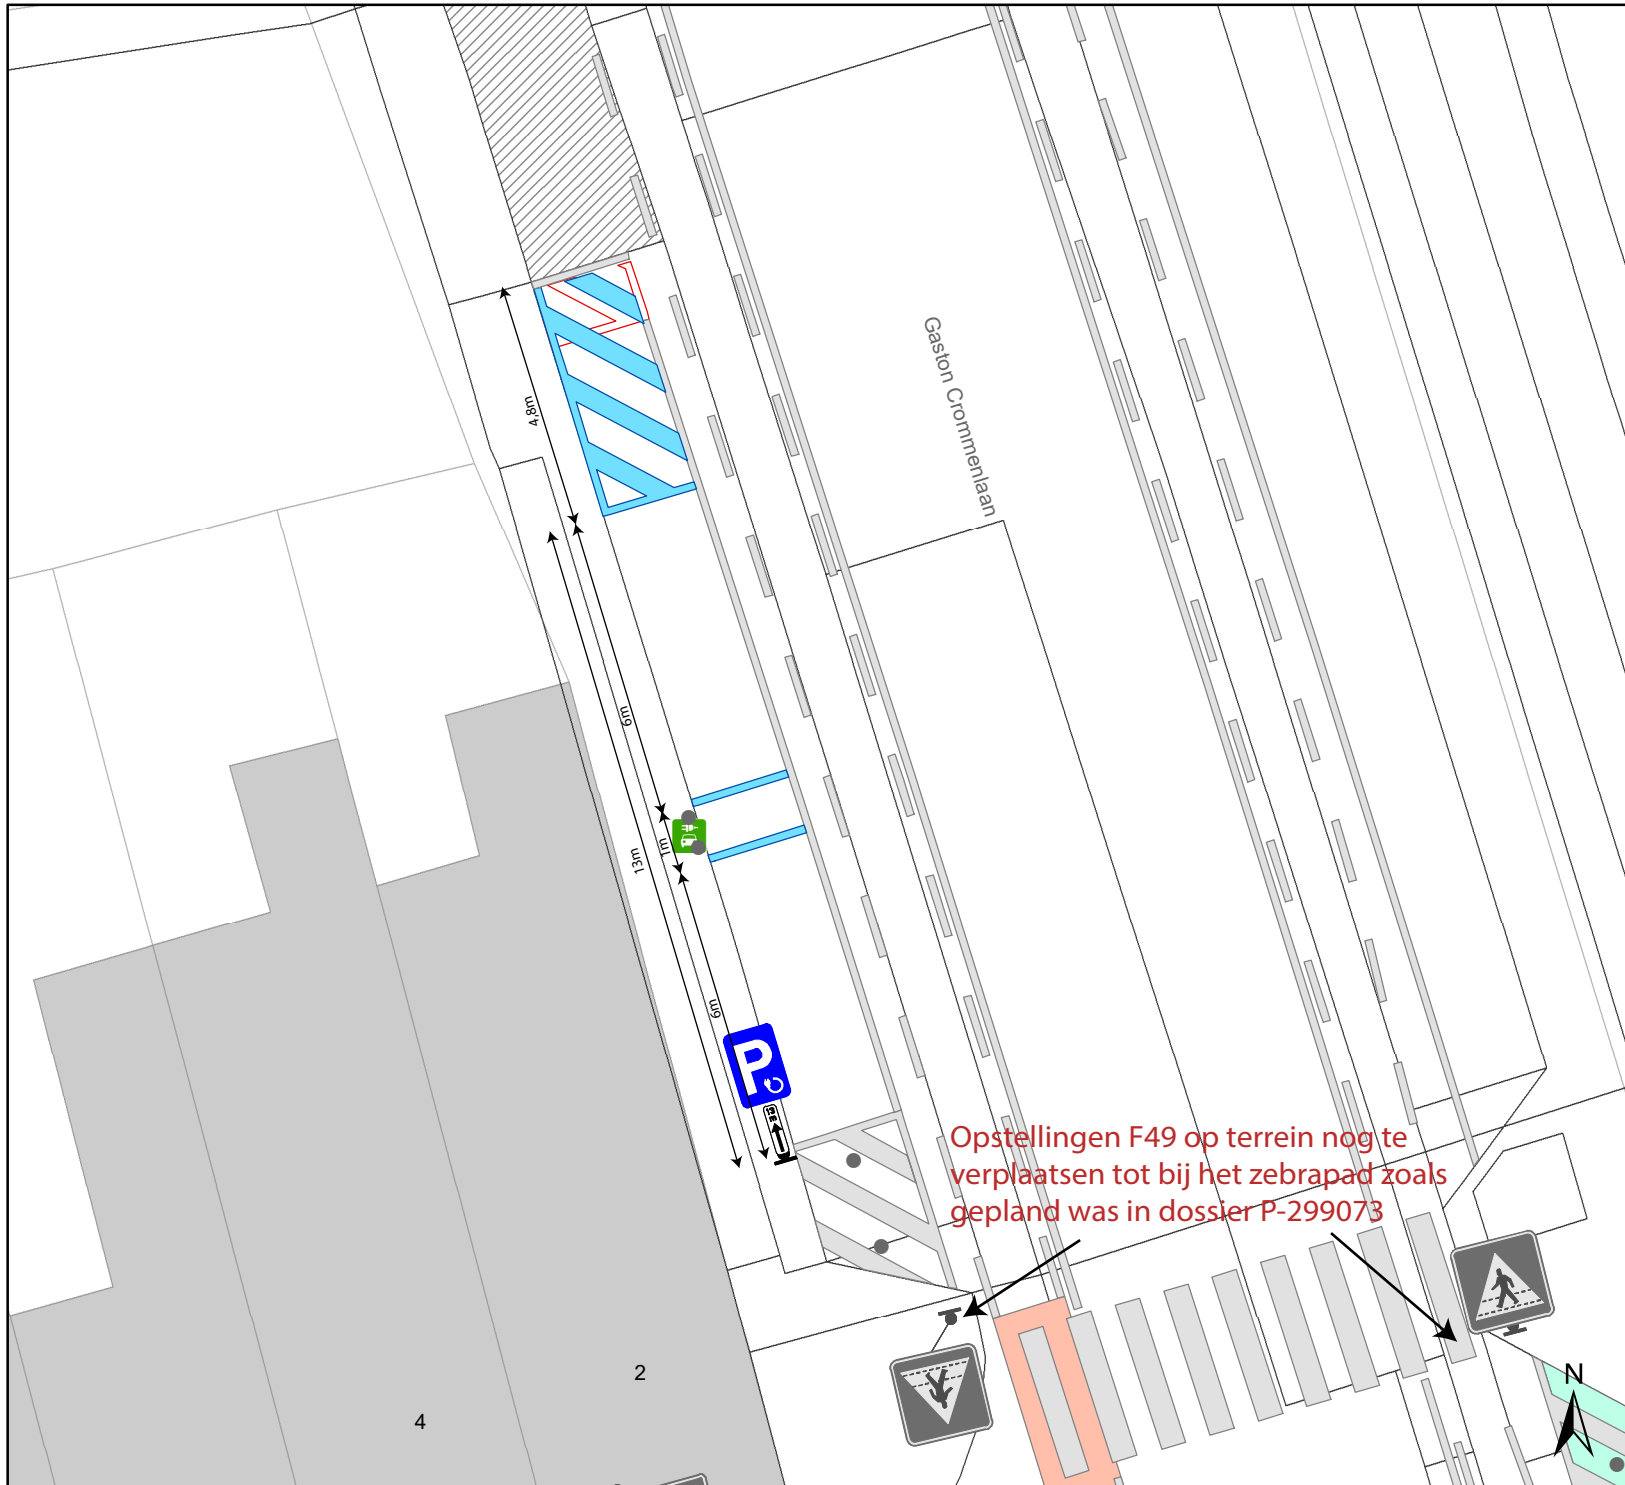 Gaston Crommenlaan
4,8m
6m
1m
13m
6m
P
Opstellingen F49 op terrein nog te
verplaatsen tot bij het zebrapad zoals
gepland was in dossier P-299073
N
2
4